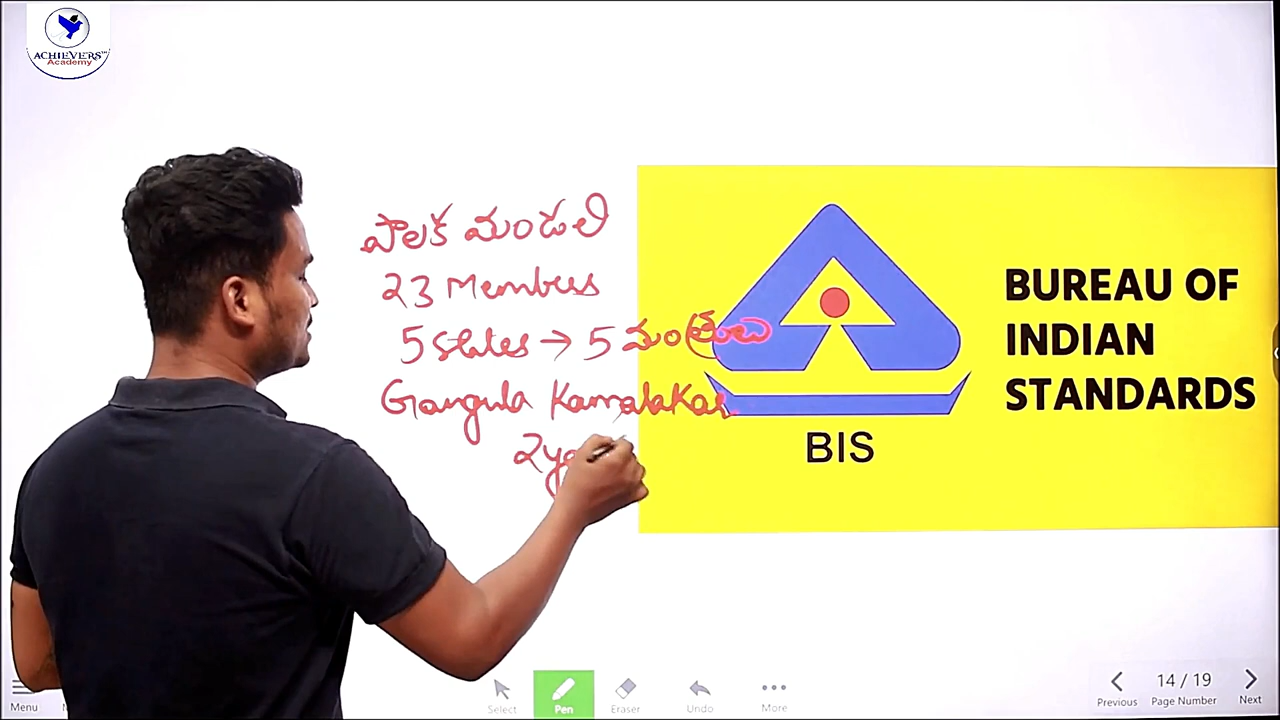 ACHIEVERS™
Academy
పాలక మండలి
23 Members
5 states → 5 మంత్రులు
Gangula Kamalakar
BUREAU OF
INDIAN
STANDARDS
BIS
Menu
Select
Pen
Eraser
Undo
More
Previous
14 / 19
Page Number
Next